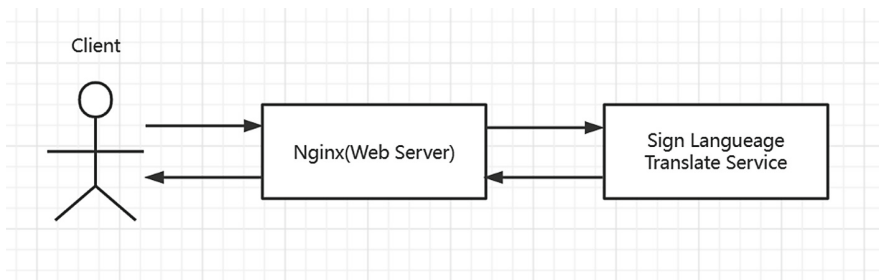 Client
Nginx(Web Server)
Sign Langueage
Translate Service